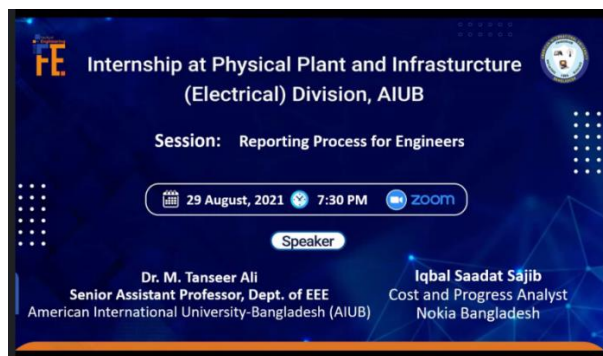 FE.
Internship at Physical Plant and Infrasturcture
(Electrical) Division, AIUB
Session: Reporting Process for Engineers
29 August, 2021 7:30 PM zoom
Speaker
Dr. M. Tanseer Ali
Senior Assistant Professor, Dept. of EEE
American International University-Bangladesh (AIUB)
Iqbal Saadat Sajib
Cost and Progress Analyst
Nokia Bangladesh